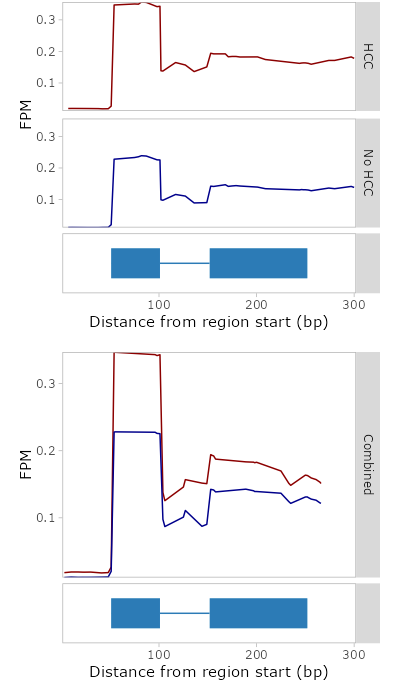 0.3
0.2
0.1
HCC
FPM
0.3
0.2
0.1
No HCC
100 200 300
Distance from region start (bp)
0.3
0.2
0.1
FPM
Combined
100 200 300
Distance from region start (bp)